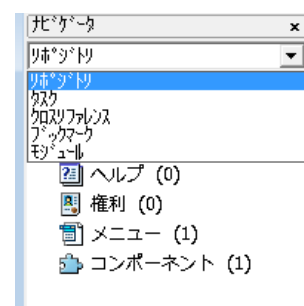 ﾅﾋﾞｹﾞｰﾀ
ﾘﾎﾟｼﾞﾄﾘ
ﾘﾎﾟｼﾞﾄﾘ
ﾀｽｸ
ｸﾛｽﾘﾌｧﾚﾝｽ
ﾌﾞｯｸﾏｰｸ
ﾓｼﾞｭｰﾙ
ヘルプ (0)
権利 (0)
メニュー (1)
コンポーネント (1)